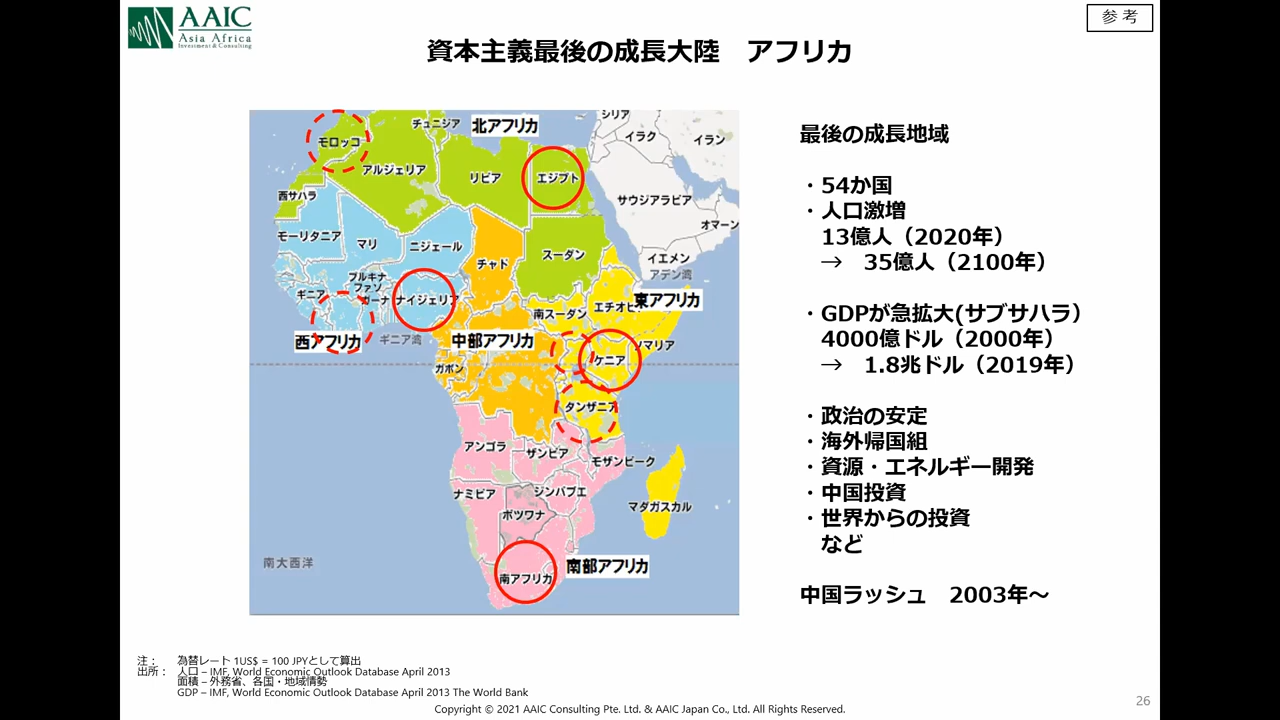 AAIC
Asia Africa
Investment & Consulting
参 考
資本主義最後の成長大陸　アフリカ
シリア
チュニジア
北アフリカ
モロッコ
イラク
イラン
アルジェリア
リビア
エジプト
西サハラ
サウジアラビア
オマーン
モーリタニア
マリ
ニジェール
スーダン
イエメン
チャド
アデン湾
ブルキナ
ファソ
ギニア
ガーナ
ナイジェリア
エチオピ
東アフリカ
南スーダン
西アフリカ
ギニア湾
中部アフリカ
ソマリア
ケニア
ガボン
タンザニア
アンゴラ
ザンビア
モザンビーク
ナミビア
ジンバブエ
マダガスカル
ボツワナ
南大西洋
南部アフリカ
南アフリカ
最後の成長地域
・54か国
・人口激増
13億人（2020年）
→　35億人（2100年）
・GDPが急拡大(サブサハラ）
4000億ドル（2000年）
→　1.8兆ドル（2019年）
・政治の安定
・海外帰国組
・資源・エネルギー開発
・中国投資
・世界からの投資
など
中国ラッシュ　2003年～
注：　為替レート 1US$ = 100 JPYとして算出
出所：　人口 – IMF, World Economic Outlook Database April 2013
面積 – 外務省、各国・地域情勢
GDP – IMF, World Economic Outlook Database April 2013 The World Bank
Copyright © 2021 AAIC Consulting Pte. Ltd. & AAIC Japan Co., Ltd. All Rights Reserved.
26